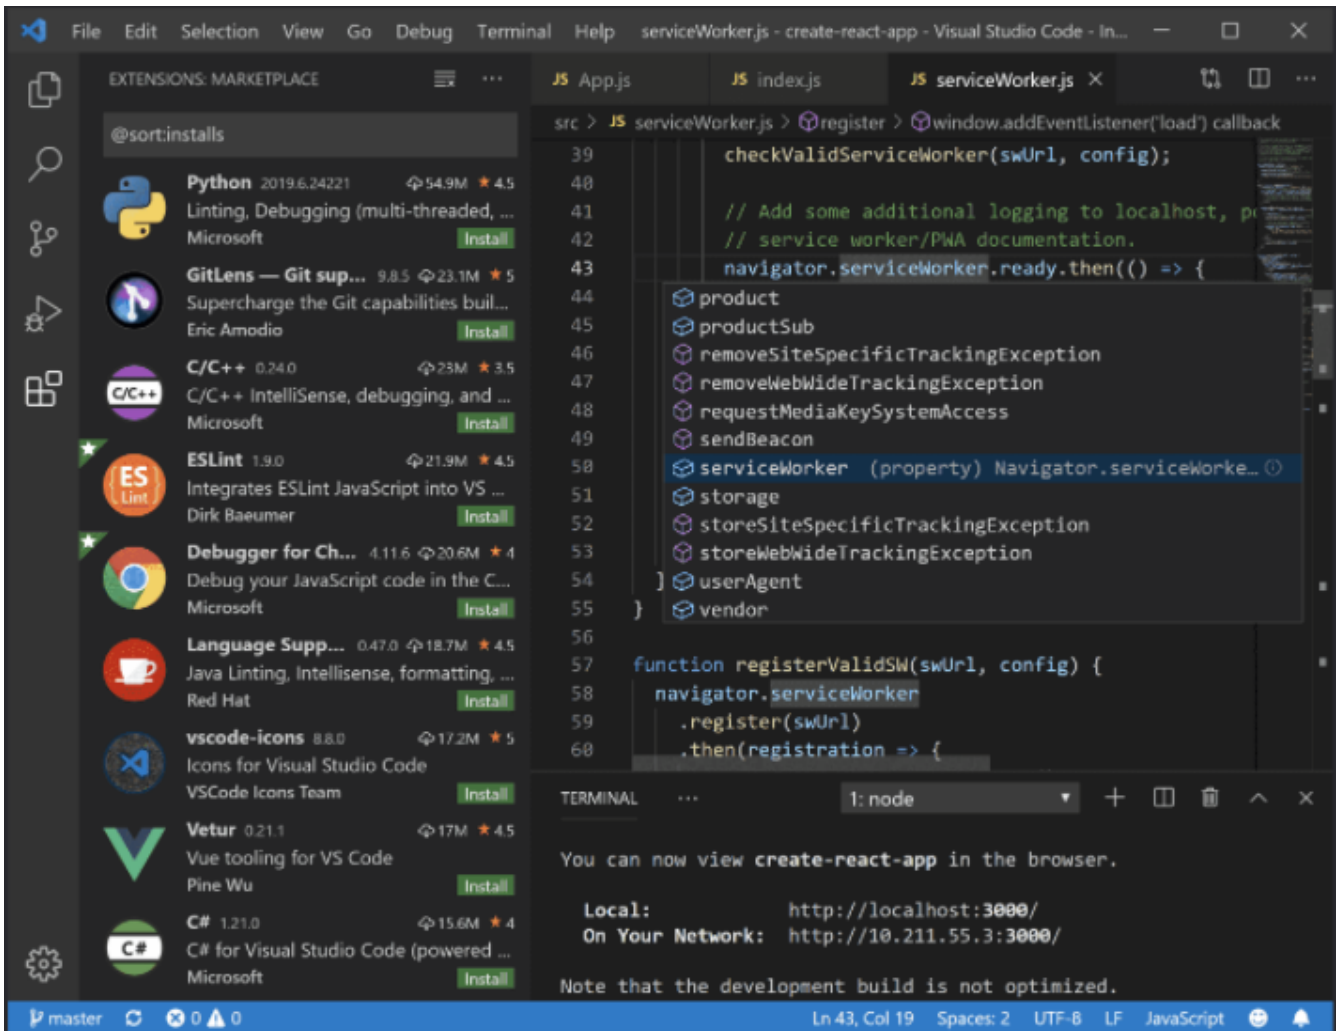 File Edit Selection View Go Debug Terminal Help serviceWorker.js - create-react-app - Visual Studio Code - In...
EXTENSIONS: MARKETPLACE
@sort:installs
Python 2019.6.24221 54.9M ★ 4.5
Linting, Debugging (multi-threaded, ...
Microsoft Install
GitLens — Git sup... 9.8.5 23.1M ★ 5
Supercharge the Git capabilities buil...
Eric Amodio Install
C/C++
C/C++ 0.24.0 23M ★ 3.5
C/C++ IntelliSense, debugging, and ...
Microsoft Install
ES
Lint
ESLint 1.9.0 21.9M ★ 4.5
Integrates ESLint JavaScript into VS ...
Dirk Baeumer Install
Debugger for Ch... 4.11.6 20.6M ★ 4
Debug your JavaScript code in the C...
Microsoft Install
Language Supp... 0.47.0 18.7M ★ 4.5
Java Linting, Intellisense, formatting, ...
Red Hat Install
vscode-icons 8.8.0 17.2M ★ 5
Icons for Visual Studio Code
VSCode Icons Team Install
Vetur 0.21.1 17M ★ 4.5
Vue tooling for VS Code
Pine Wu Install
C#
C# 1.21.0 15.6M ★ 4
C# for Visual Studio Code (powered ...
Microsoft Install
JS App.js JS index.js JS serviceWorker.js
src > JS serviceWorker.js > register > window.addEventListener('load') callback
39 checkValidServiceWorker(swUrl, config);
40
41 // Add some additional logging to localhost, po
42 // service worker/PWA documentation.
43 navigator.serviceWorker.ready.then(() => {
44 product
45 productSub
46 removeSiteSpecificTrackingException
47 removeWebWideTrackingException
48 requestMediaKeySystemAccess
49 sendBeacon
50 serviceWorker (property) Navigator.serviceWorke...
51 storage
52 storeSiteSpecificTrackingException
53 storeWebWideTrackingException
54 } userAgent
55 } vendor
56
57 function registerValidSW(swUrl, config) {
58 navigator.serviceWorker
59 .register(swUrl)
60 .then(registration => {
TERMINAL ... 1: node
You can now view create-react-app in the browser.
Local: http://localhost:3000/
On Your Network: http://10.211.55.3:3000/
Note that the development build is not optimized.
master 0 0 Ln 43, Col 19 Spaces: 2 UTF-8 LF JavaScript